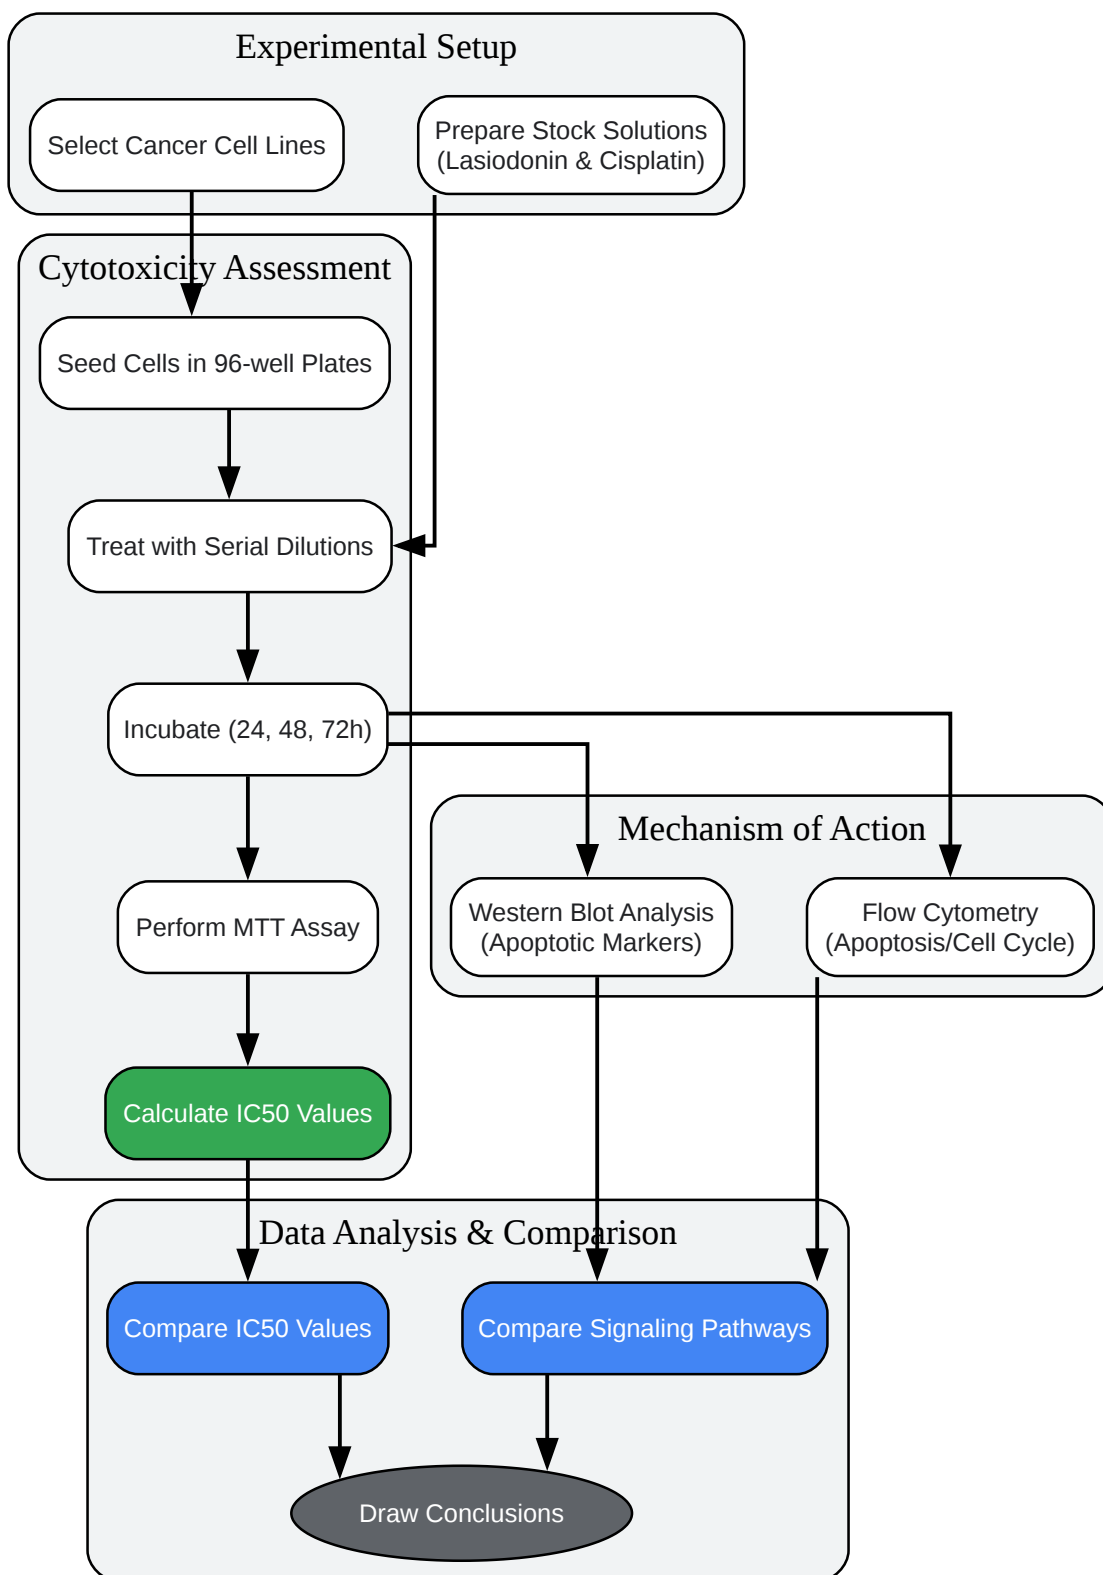 Experimental Setup
Select Cancer Cell Lines
Prepare Stock Solutions
(Lasiodonin & Cisplatin)
Cytotoxicity Assessment
Seed Cells in 96-well Plates
Treat with Serial Dilutions
Incubate (24, 48, 72h)
Mechanism of Action
Western Blot Analysis
(Apoptotic Markers)
Flow Cytometry
(Apoptosis/Cell Cycle)
Perform MTT Assay
Calculate IC50 Values
Data Analysis & Comparison
Compare IC50 Values
Compare Signaling Pathways
Draw Conclusions